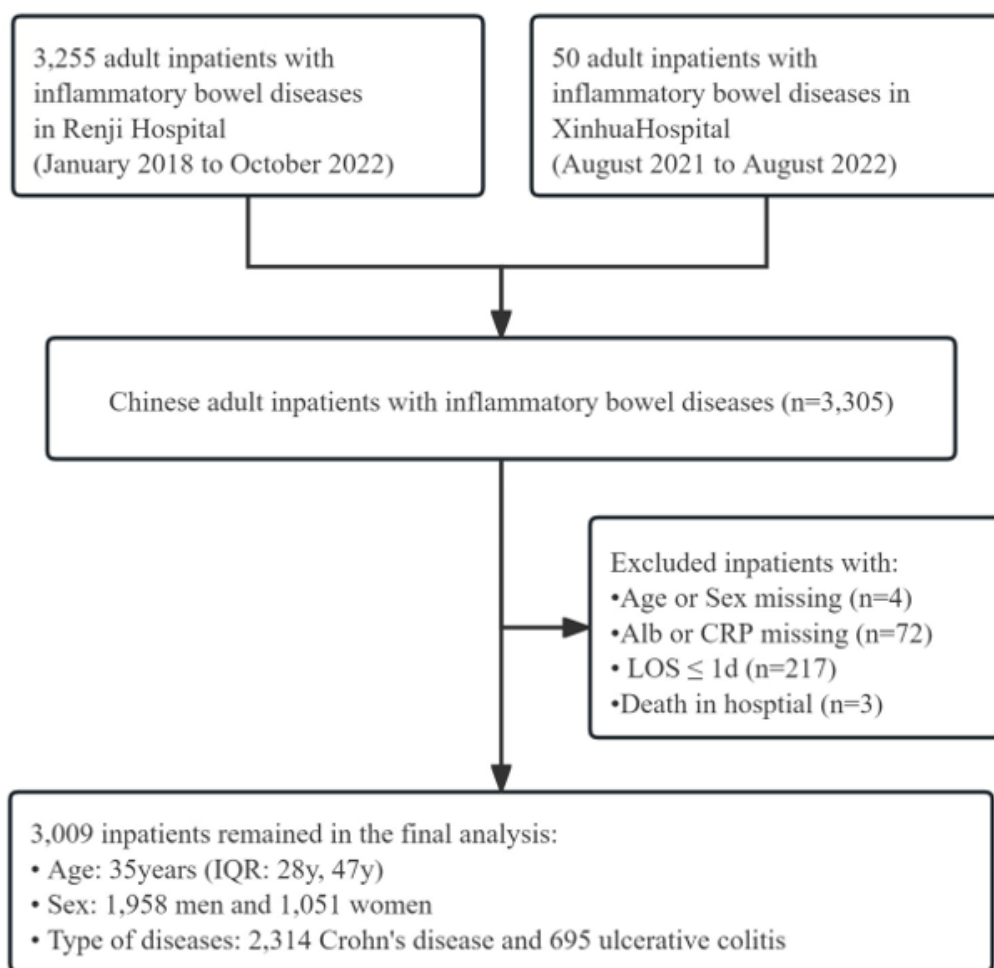 3,255 adult inpatients with
inflammatory bowel diseases
in Renji Hospital
(January 2018 to October 2022)
50 adult inpatients with
inflammatory bowel diseases in
XinhuaHospital
(August 2021 to August 2022)
Chinese adult inpatients with inflammatory bowel diseases (n=3,305)
Excluded inpatients with:
•Age or Sex missing (n=4)
•Alb or CRP missing (n=72)
• LOS ≤ 1d (n=217)
•Death in hosptial (n=3)
3,009 inpatients remained in the final analysis:
• Age: 35years (IQR: 28y, 47y)
• Sex: 1,958 men and 1,051 women
• Type of diseases: 2,314 Crohn's disease and 695 ulcerative colitis